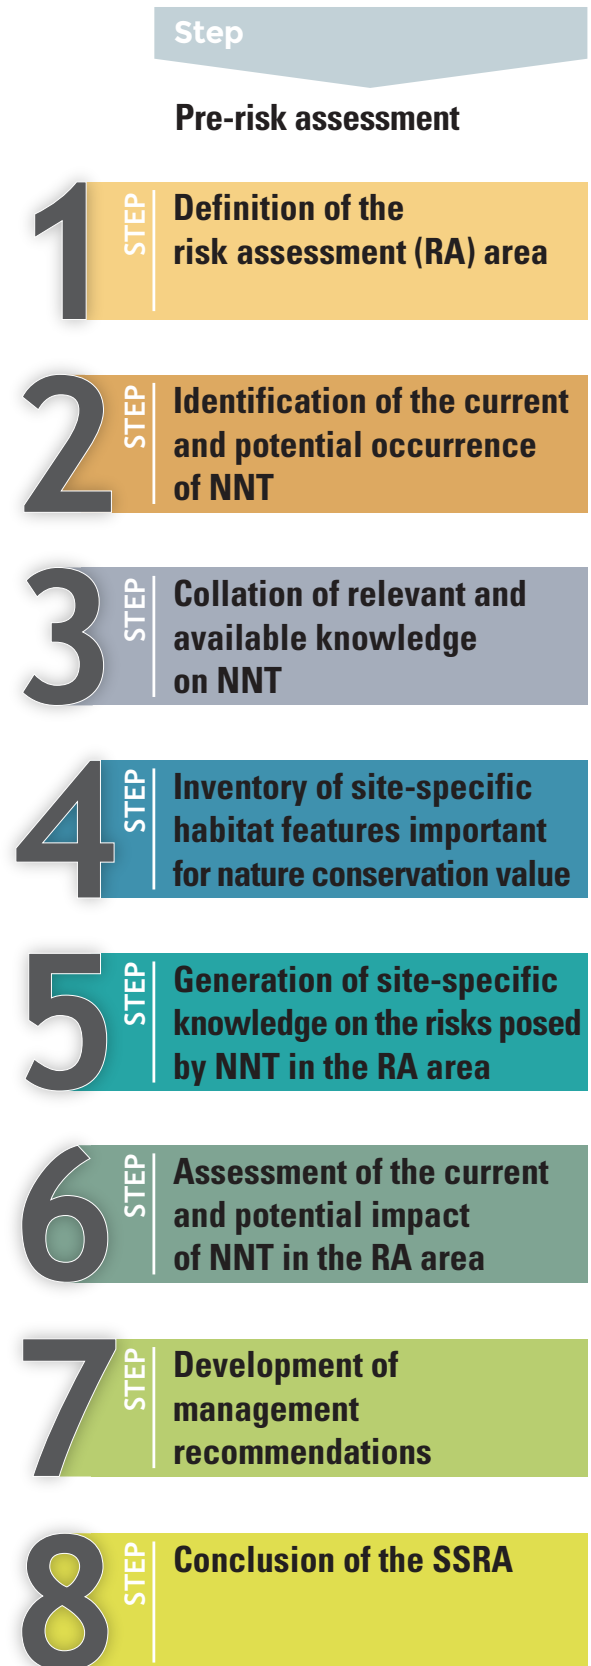 Step
Pre-risk assessment
1
STEP
Definition of the
risk assessment (RA) area
2
STEP
Identification of the current
and potential occurrence
of NNT
3
STEP
Collation of relevant and
available knowledge
on NNT
4
STEP
Inventory of site-specific
habitat features important
for nature conservation value
5
STEP
Generation of site-specific
knowledge on the risks posed
by NNT in the RA area
6
STEP
Assessment of the current
and potential impact
of NNT in the RA area
7
STEP
Development of
management
recommendations
8
STEP
Conclusion of the SSRA